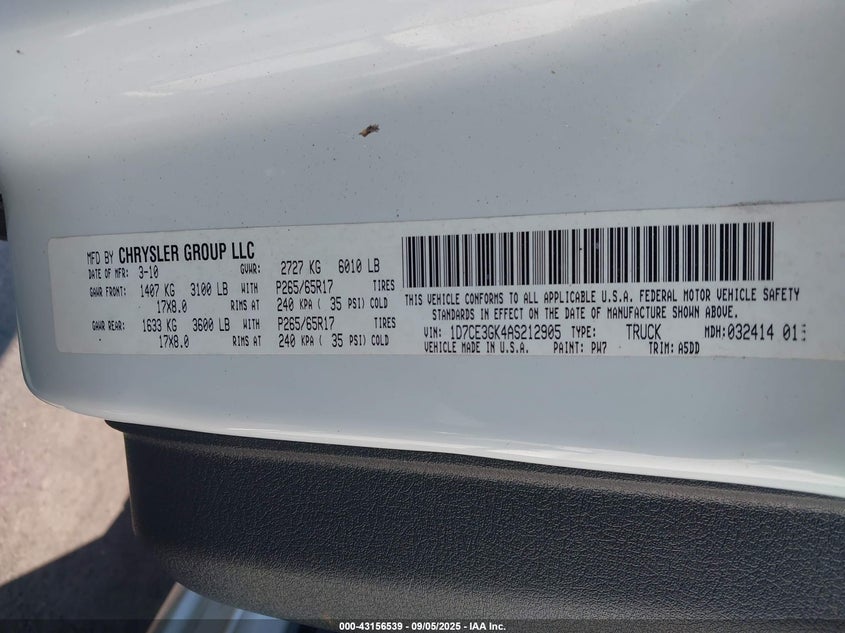 MFD BY CHRYSLER GROUP LLC
DATE OF MFR: 3-10 GVWR: 2727 KG 6010 LB
GAWR FRONT: 1407 KG 3100 LB WITH P265/65R17 TIRES
17X8.0 RIMS AT 240 KPA ( 35 PSI) COLD
GAWR REAR: 1633 KG 3600 LB WITH P265/65R17 TIRES
17X8.0 RIMS AT 240 KPA ( 35 PSI) COLD
THIS VEHICLE CONFORMS TO ALL APPLICABLE U.S.A. FEDERAL MOTOR VEHICLE SAFETY
STANDARDS IN EFFECT ON THE DATE OF MANUFACTURE SHOWN ABOVE.
VIN: 1D7CE3GK4AS212905 TYPE: TRUCK MDH: 032414
VEHICLE MADE IN U.S.A. PAINT: PW7 TRIM: A5DD
000-43156539 - 09/05/2025 - IAA Inc.